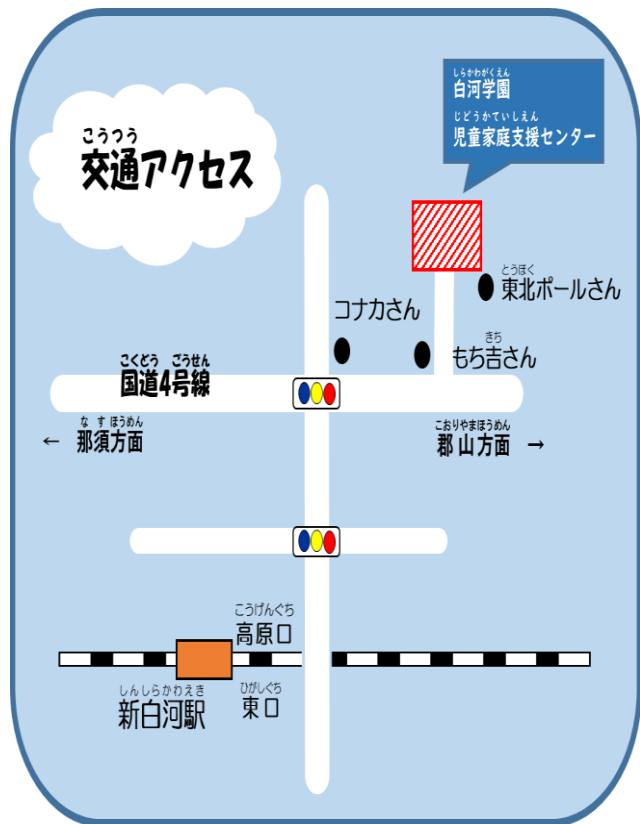 しらかわがくえん
白河学園
じどうかていしえん
児童家庭支援センター
こうつう
交通アクセス
とうほく
東北ポールさん
コナカさん
きち
もち吉さん
こくどう ごうせん
国道4号線
なすほうめん
← 那須方面
こおりやまほうめん
郡山方面 →
こうげんぐち
高原口
しんしらかわえき
新白河駅
ひがしぐち
東口